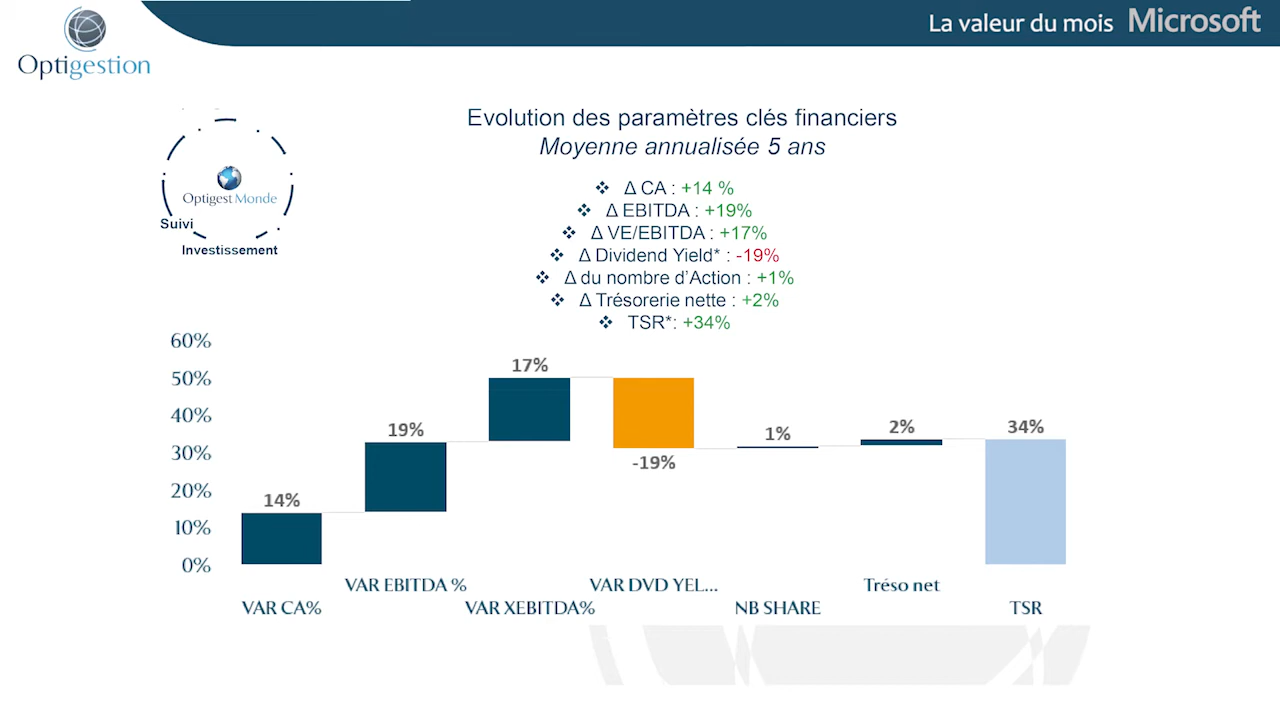 La valeur du mois Microsoft
Optigestion
Evolution des paramètres clés financiers
Moyenne annualisée 5 ans
Optigest Monde
Suivi
Investissement
❖ Δ CA : +14 %
❖ Δ EBITDA : +19%
❖ Δ VE/EBITDA : +17%
❖ Δ Dividend Yield* : -19%
❖ Δ du nombre d’Action : +1%
❖ Δ Trésorerie nette : +2%
❖ TSR*: +34%
60%
50%
40%
30%
20%
10%
0%
14%
19%
17%
-19%
1%
2%
34%
VAR CA%
VAR EBITDA %
VAR XEBITDA%
VAR DVD YEL...
NB SHARE
Tréso net
TSR